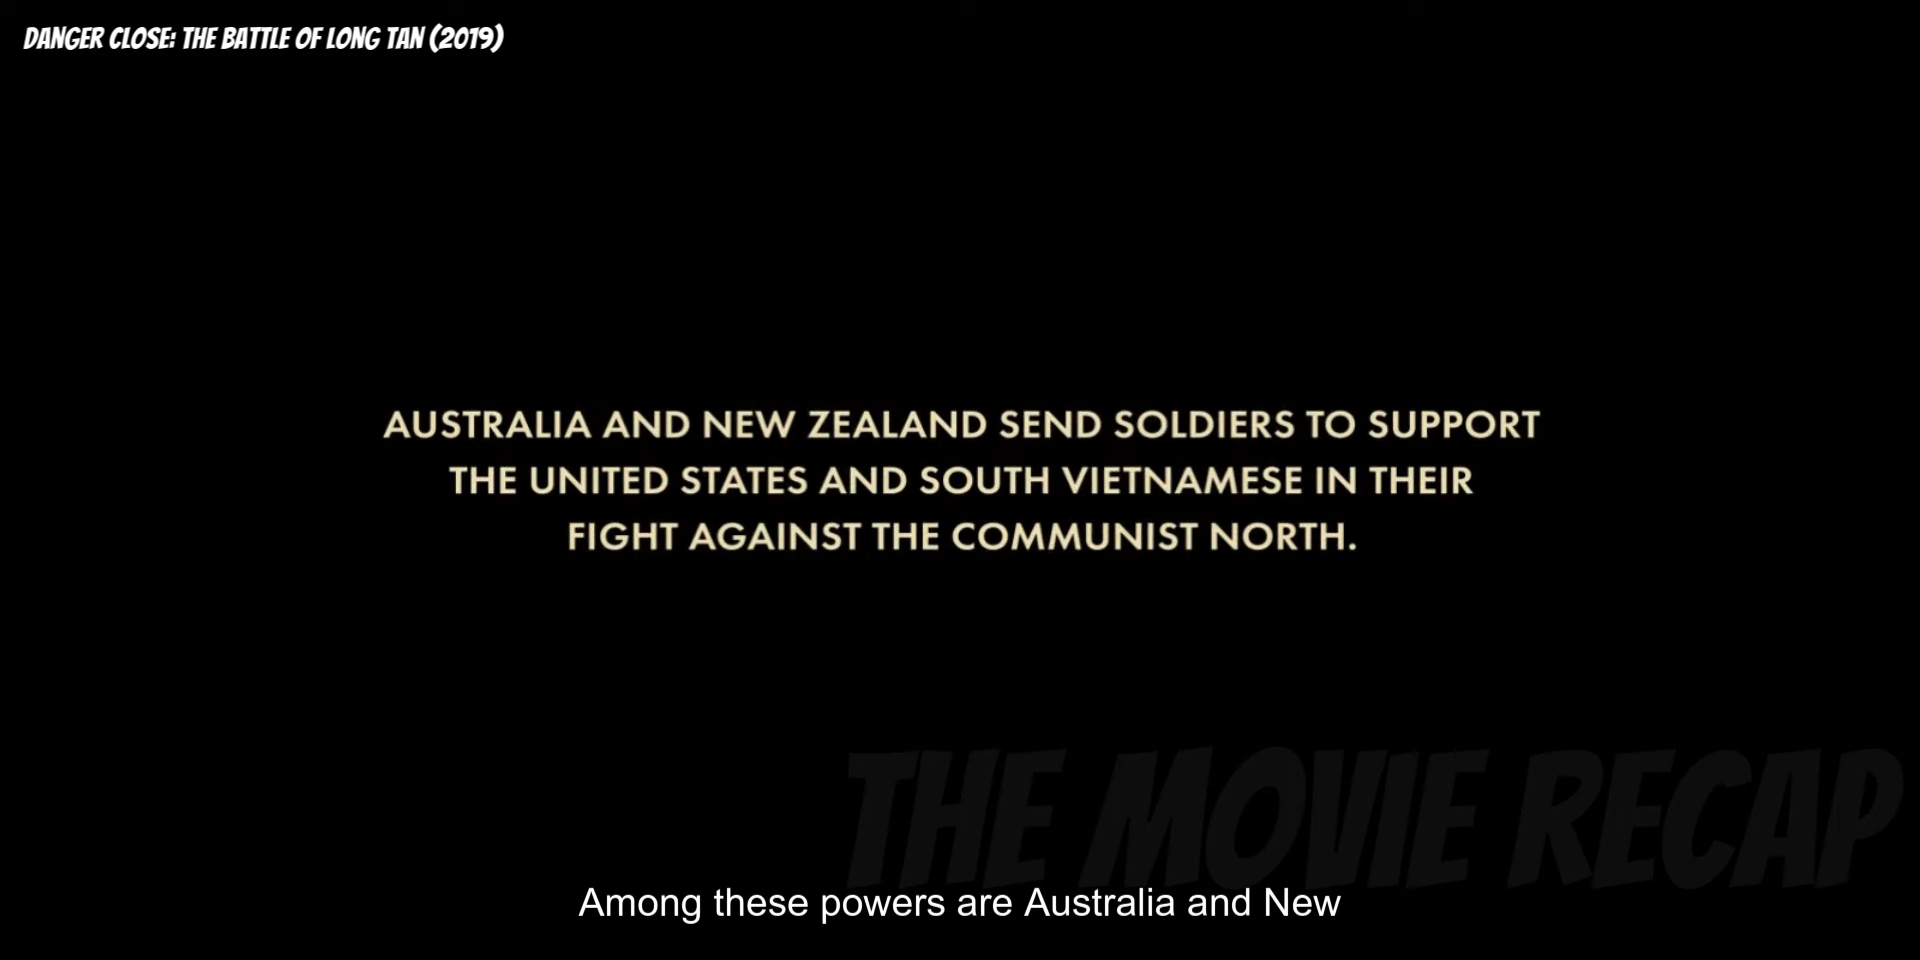 DANGER CLOSE: THE BATTLE OF LONG TAN (2019)
AUSTRALIA AND NEW ZEALAND SEND SOLDIERS TO SUPPORT
THE UNITED STATES AND SOUTH VIETNAMESE IN THEIR
FIGHT AGAINST THE COMMUNIST NORTH.
THE MOVIE RECAP
Among these powers are Australia and New